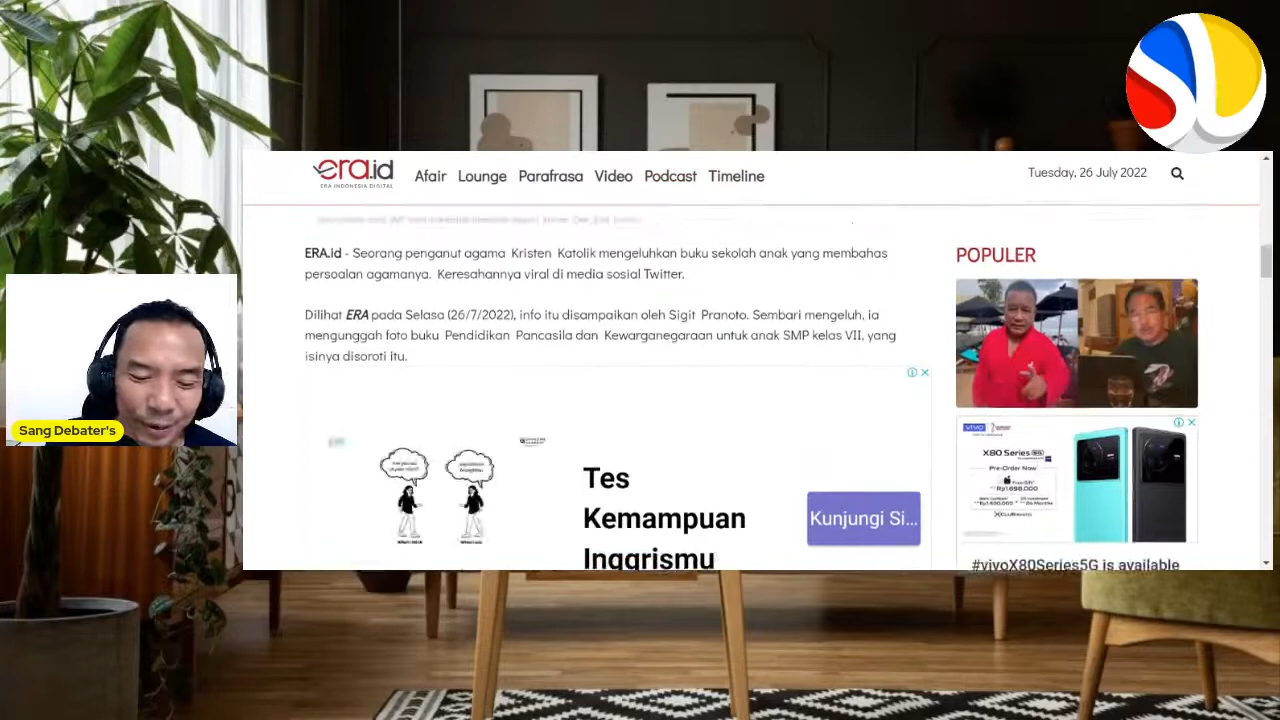 era.id
ERA INDONESIA DIGITAL
Afair Lounge Parafrasa Video Podcast Timeline
Tuesday, 26 July 2022
ERA.id - Seorang penganut agama Kristen Katolik mengeluhkan buku sekolah anak yang membahas
persoalan agamanya. Keresahannya viral di media sosial Twitter.
Dilihat ERA pada Selasa (26/7/2022), info itu disampaikan oleh Sigit Pranoto. Sembari mengeluh, ia
mengunggah foto buku Pendidikan Pancasila dan Kewarganegaraan untuk anak SMP kelas VII, yang
isinya disoroti itu.
Tes
Kemampuan
Inggrismu
Kunjungi Si...
POPULER
vivo
X80 Series
Pre-Order Now
#vivoX80Series5G is available
Sang Debater's